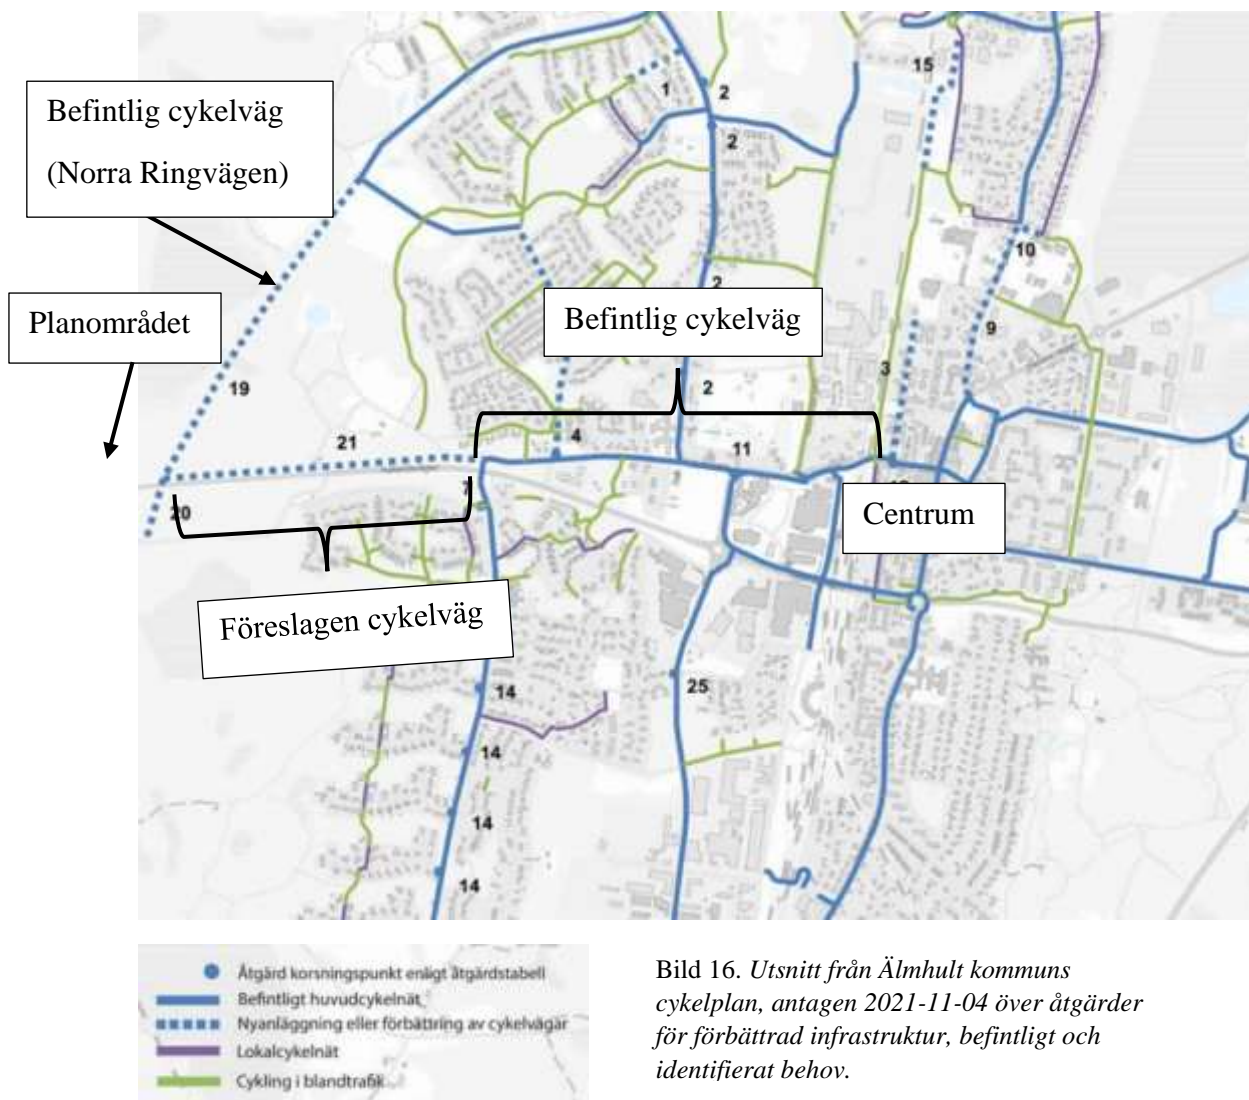 15
1
2
2
Befintlig cykelväg
(Norra Ringvägen)
10
2
Planområdet
Befintlig cykelväg
9
3
19
2
21
4
11
7
20
Centrum
Föreslagen cykelväg
14
25
14
14
14
Åtgärd korsningspunkt enligt åtgärdstabell
Befintligt huvudcykelnät
Nyanläggning eller förbättring av cykelvägar
Lokalcykelnät
Cykling i blandtrafik
Bild 16. Utsnitt från Älmhult kommuns
cykelplan, antagen 2021-11-04 över åtgärder
för förbättrad infrastruktur, befintligt och
identifierat behov.